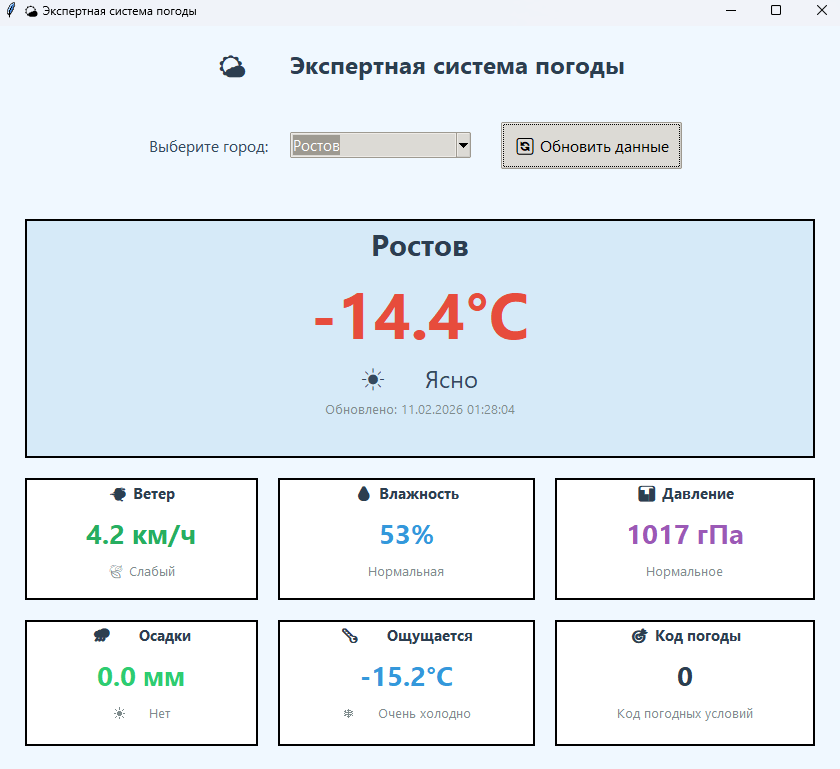 Экспертная система погоды
Экспертная система погоды
Выберите город: Ростов Обновить данные
Ростов
-14.4°C
Ясно
Обновлено: 11.02.2026 01:28:04
Ветер
4.2 км/ч
Слабый
Влажность
53%
Нормальная
Давление
1017 гПа
Нормальное
Осадки
0.0 мм
Нет
Ощущается
-15.2°C
Очень холодно
Код погоды
0
Код погодных условий